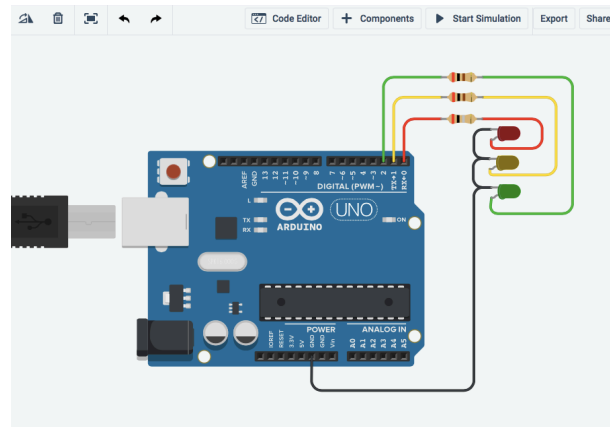 Code Editor + Components Start Simulation Export Share
AREF
GND
13
12
~11
~10
~9
8
7
~6
~5
4
~3
2
TX→1
RX←0
DIGITAL (PWM~)
L
TX
RX
UNO
ON
ARDUINO
POWER
ANALOG IN
IOREF
RESET
3.3V
5V
GND
GND
Vin
A0
A1
A2
A3
A4
A5